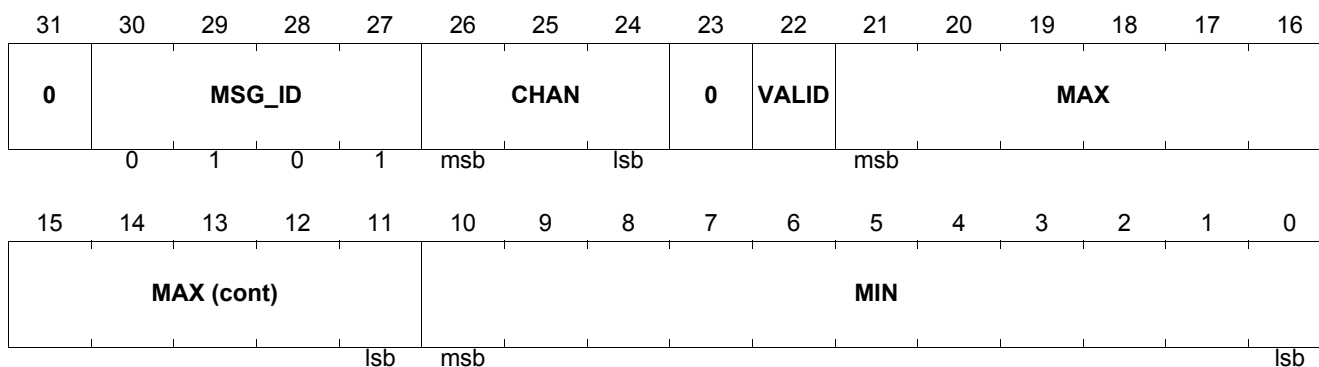 31 30 29 28 27 26 25 24 23 22 21 20 19 18 17 16
0 MSG_ID CHAN 0 VALID MAX
0 1 0 1 msb lsb msb
15 14 13 12 11 10 9 8 7 6 5 4 3 2 1 0
MAX (cont) MIN
lsb msb lsb